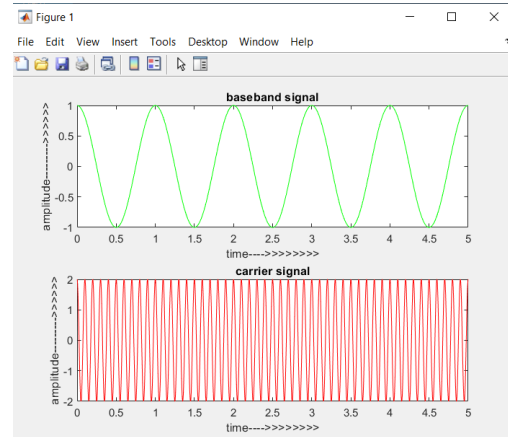 Figure 1
File Edit View Insert Tools Desktop Window Help
baseband signal
amplitude-------->>>>>>
1
0.5
0
-0.5
-1
0 0.5 1 1.5 2 2.5 3 3.5 4 4.5 5
time---->>>>>>>>
carrier signal
amplitude-------->>>>>>
2
1
0
-1
-2
0 0.5 1 1.5 2 2.5 3 3.5 4 4.5 5
time---->>>>>>>>